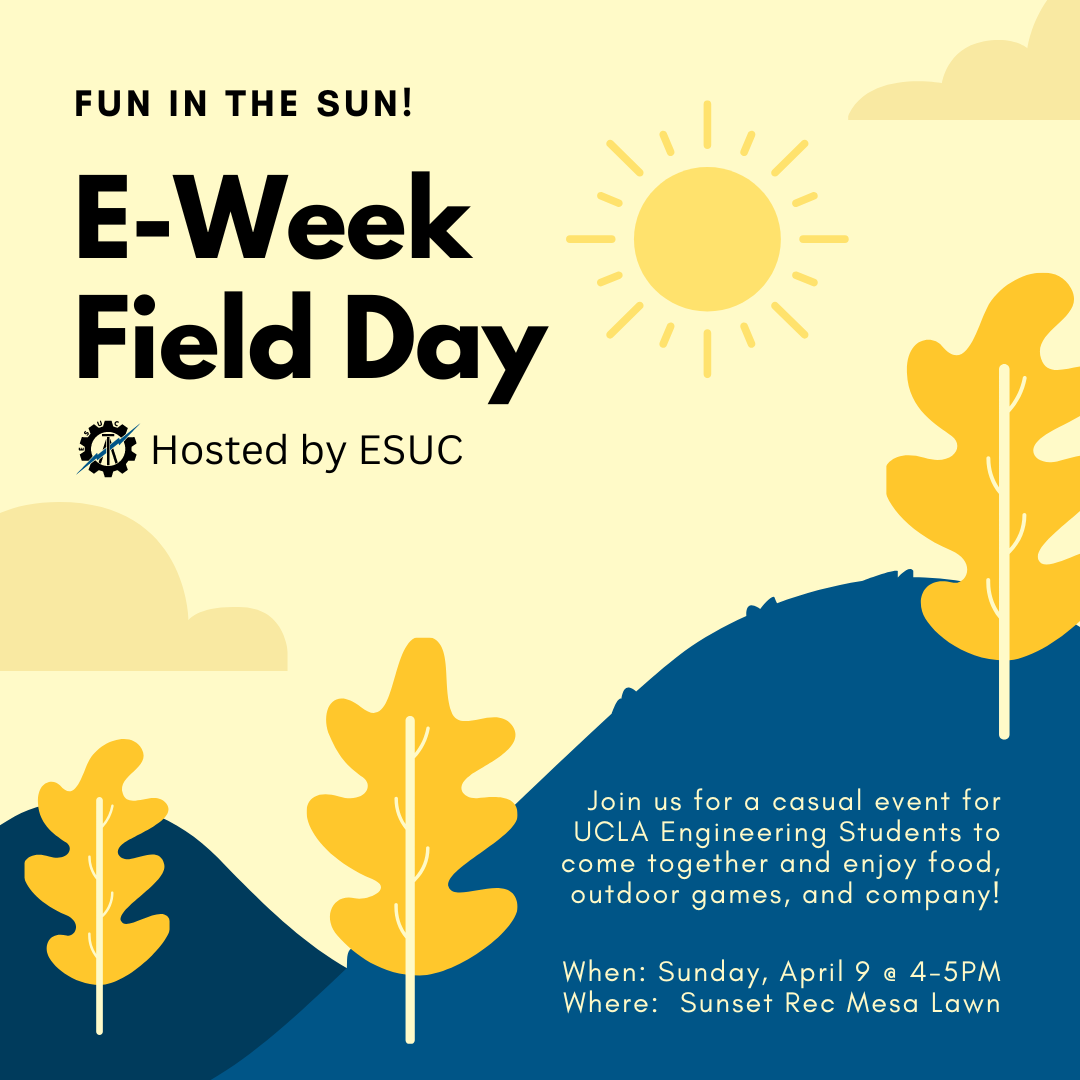 FUN IN THE SUN!
E-Week
Field Day
ESUC
Hosted by ESUC
Join us for a casual event for
UCLA Engineering Students to
come together and enjoy food,
outdoor games, and company!
When: Sunday, April 9 @ 4-5PM
Where: Sunset Rec Mesa Lawn